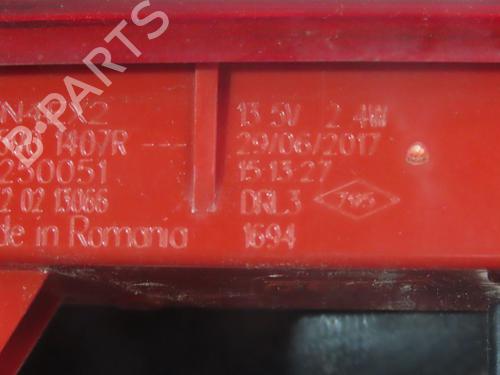 13.5V 2.4W
1407R ---
29/06/2017
250051
15:13:27
2 02 13066
DRL3
de in Romania
1694
B-PARTS